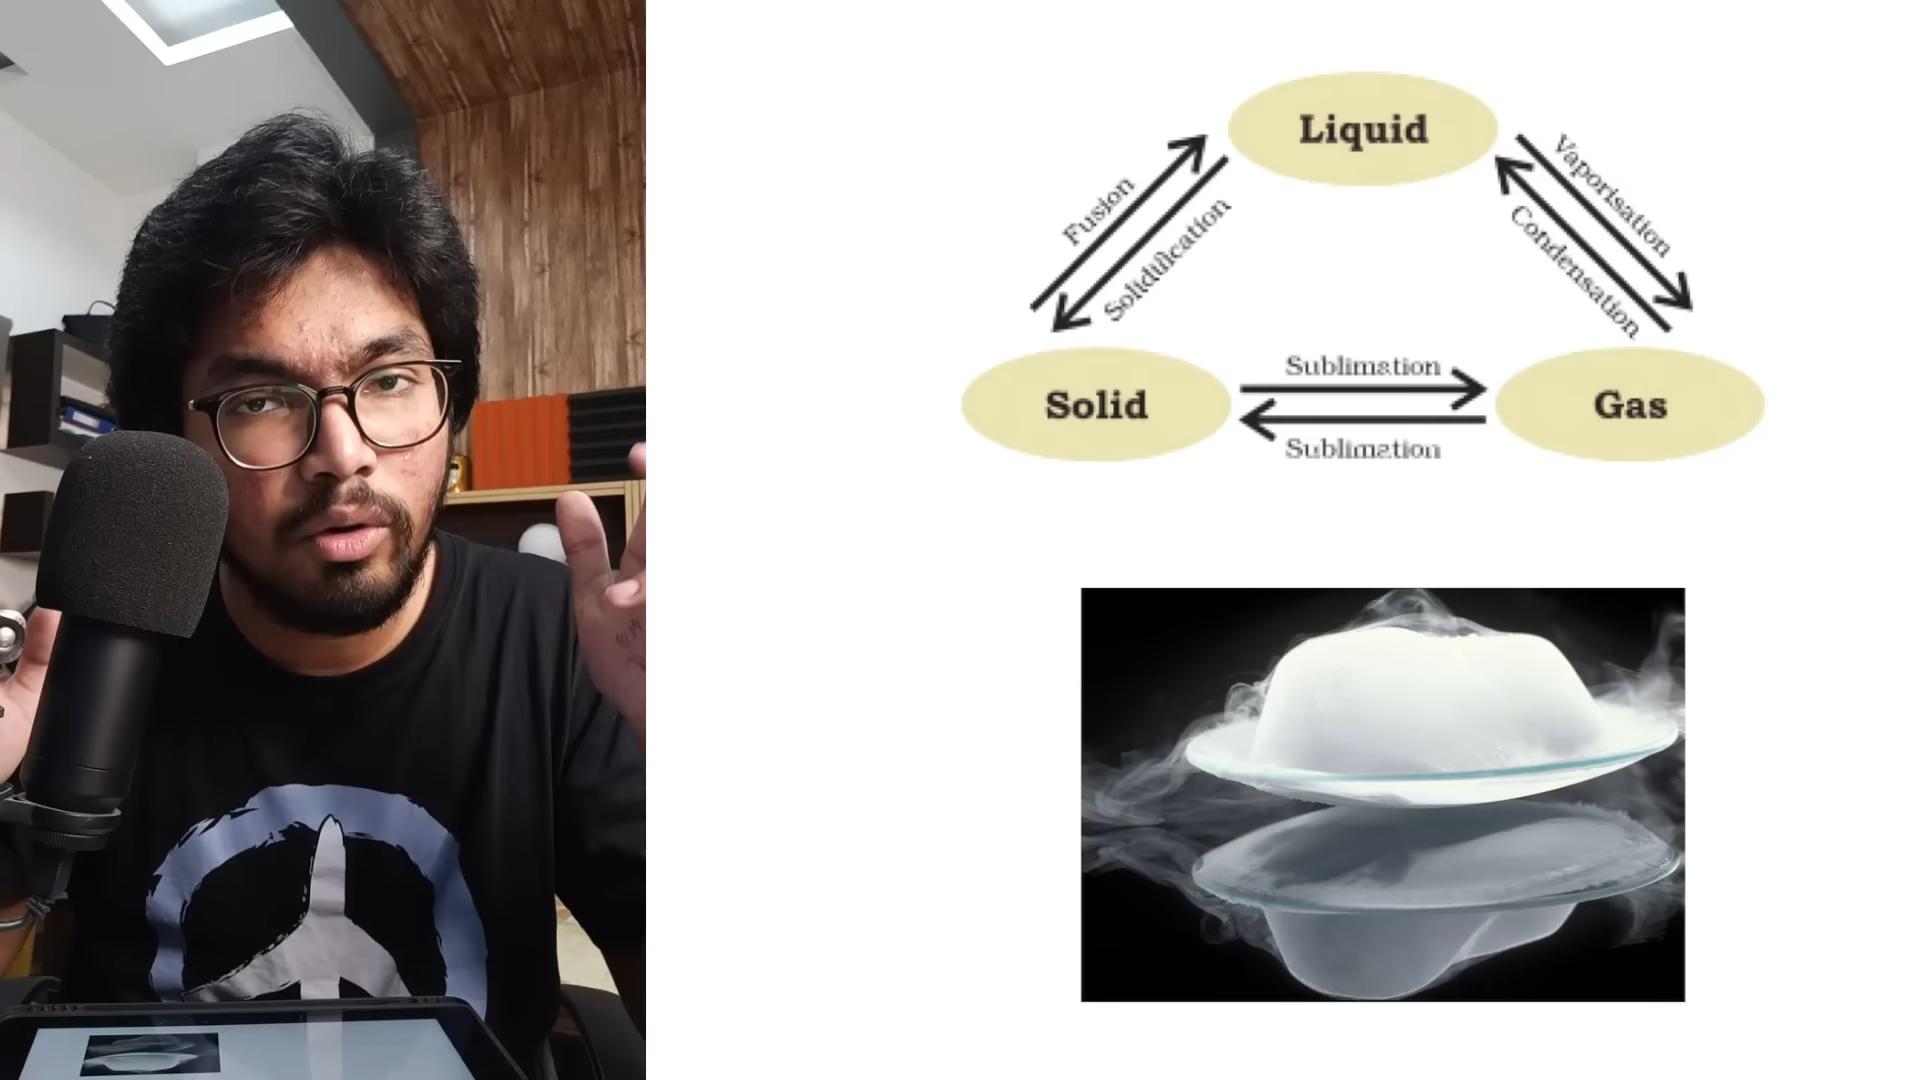 Liquid
Fusion
Solidification
Vaporisation
Condensation
Solid
Sublimation
Gas
Sublimation